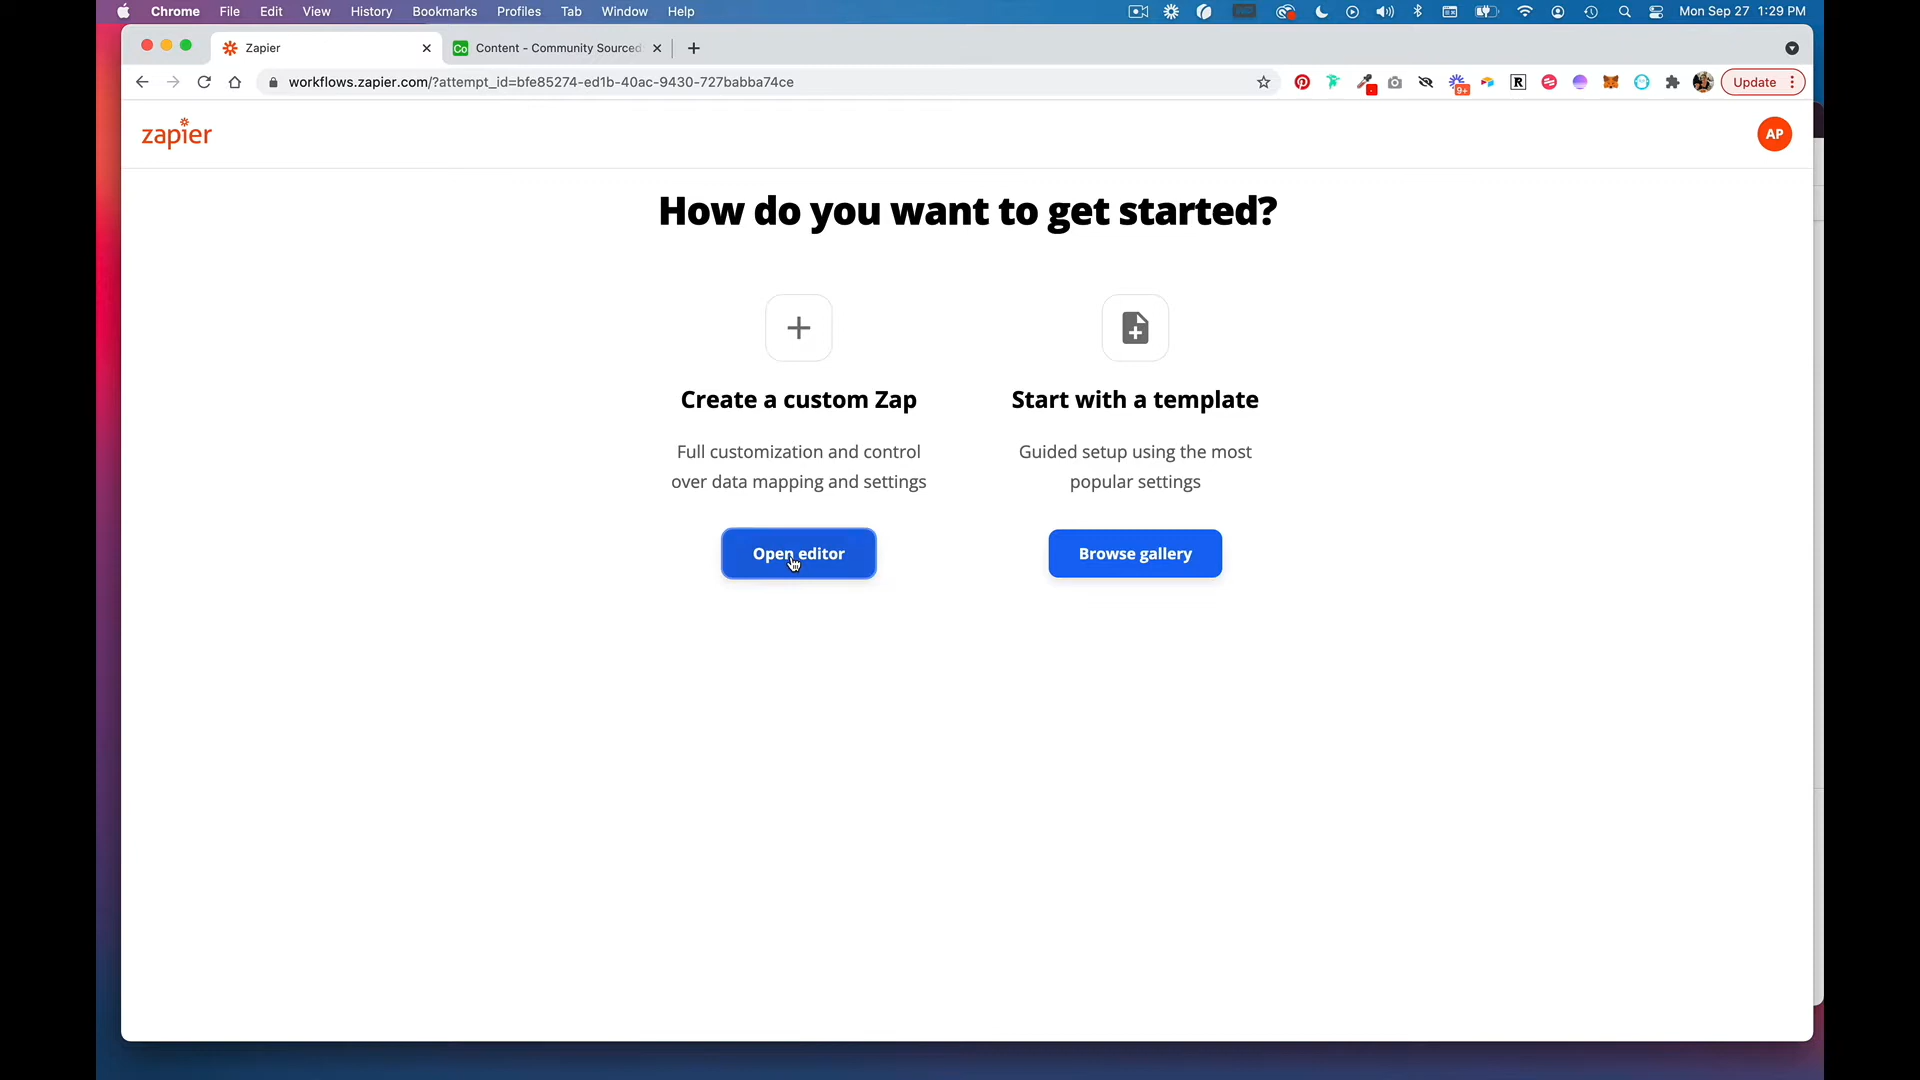 Chrome File Edit View History Bookmarks Profiles Tab Window Help Mon Sep 27 1:29 PM
Zapier Co Content - Community Sourced
workflows.zapier.com/?attempt_id=bfe85274-ed1b-40ac-9430-727babba74ce 9+ R Update
zapier AP
How do you want to get started?
Create a custom Zap
Full customization and control
over data mapping and settings
Open editor
Start with a template
Guided setup using the most
popular settings
Browse gallery